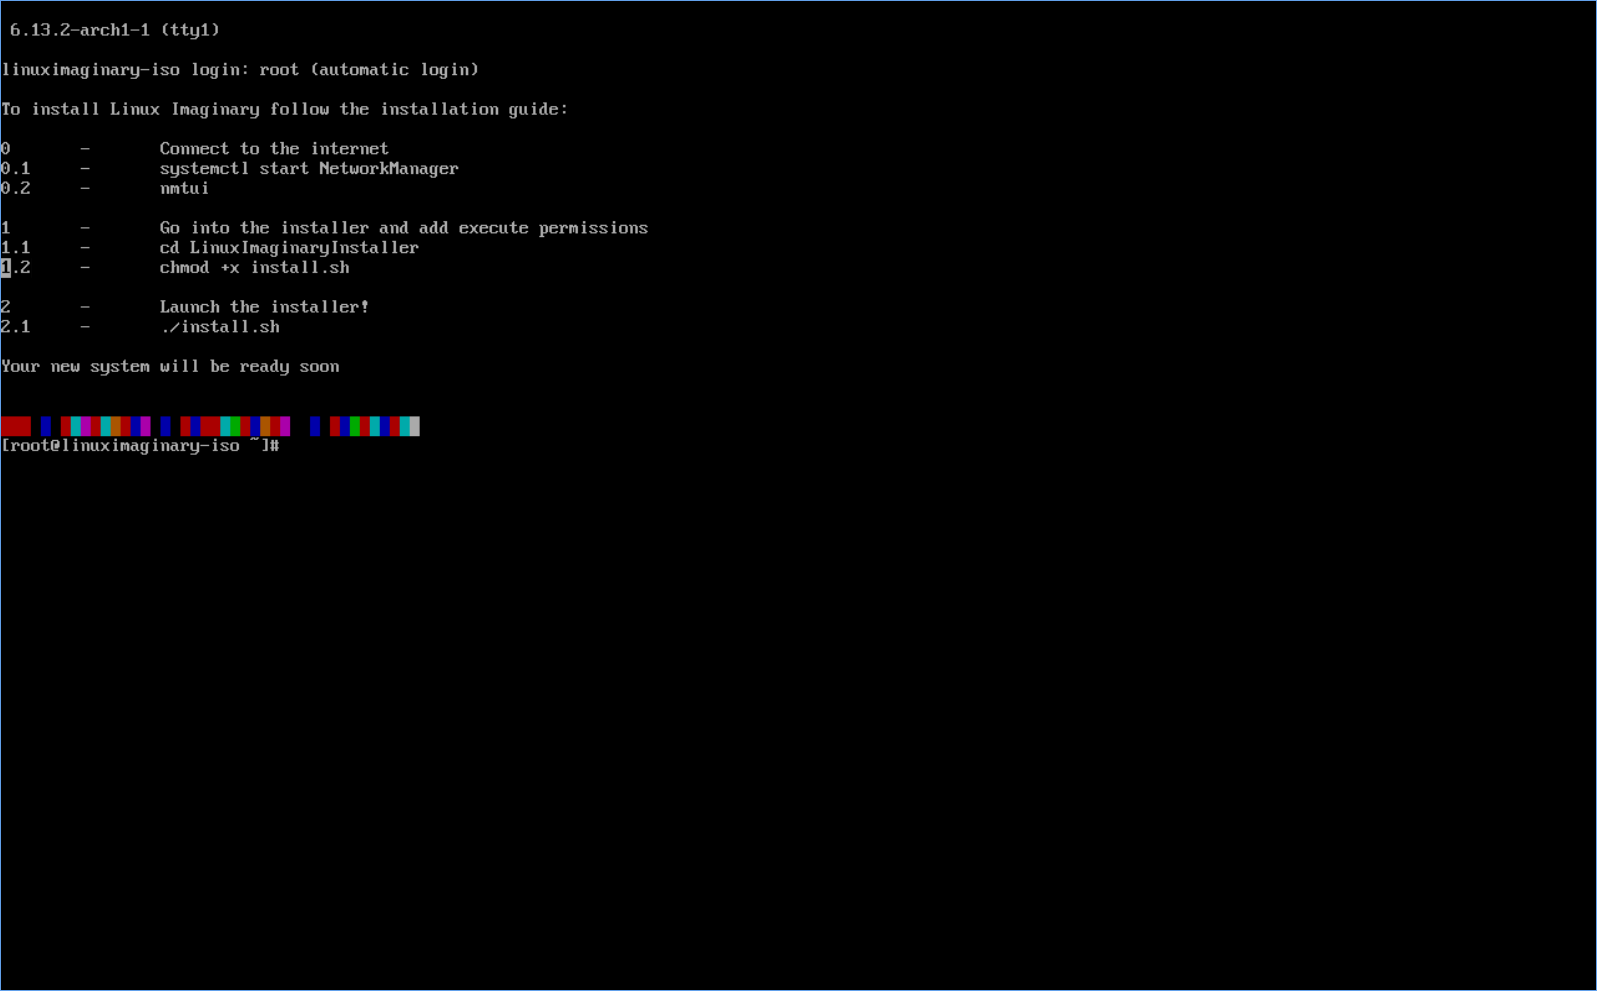 6.13.2-arch1-1 (tty1)
linuximaginary-iso login: root (automatic login)
To install Linux Imaginary follow the installation guide:
0 - Connect to the internet
0.1 - systemctl start NetworkManager
0.2 - nmtui
1 - Go into the installer and add execute permissions
1.1 - cd LinuxImaginaryInstaller
1.2 - chmod +x install.sh
2 - Launch the installer!
2.1 - ./install.sh
Your new system will be ready soon
[root@linuximaginary-iso ~]#